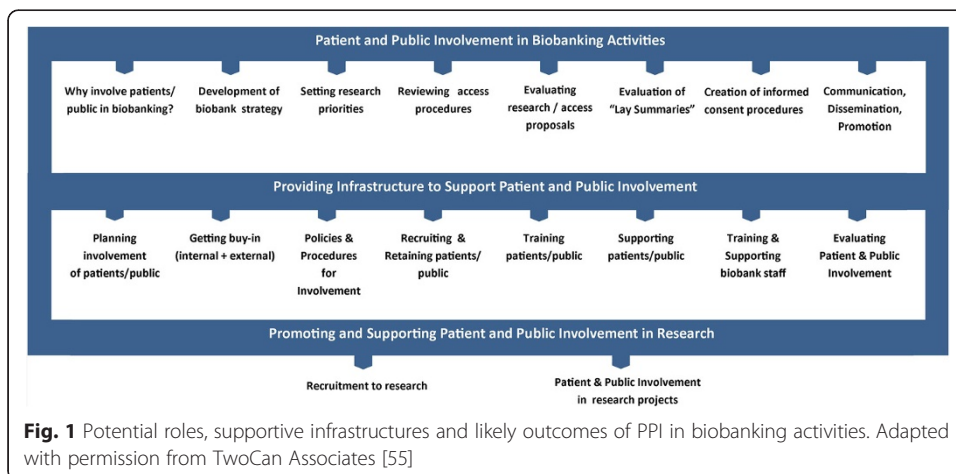 Patient and Public Involvement in Biobanking Activities
Why involve patients/
public in biobanking?
Development of
biobank strategy
Setting research
priorities
Reviewing access
procedures
Evaluating
research / access
proposals
Evaluation of
"Lay Summaries"
Creation of informed
consent procedures
Communication,
Dissemination,
Promotion
Providing Infrastructure to Support Patient and Public Involvement
Planning
involvement
of patients/public
Getting buy-in
(internal + external)
Policies &
Procedures
for
Involvement
Recruiting &
Retaining patients/
public
Training
patients/public
Supporting
patients/public
Training &
Supporting
biobank staff
Evaluating
Patient & Public
Involvement
Promoting and Supporting Patient and Public Involvement in Research
Recruitment to research
Patient & Public Involvement
in research projects
Fig. 1 Potential roles, supportive infrastructures and likely outcomes of PPI in biobanking activities. Adapted
with permission from TwoCan Associates [55]